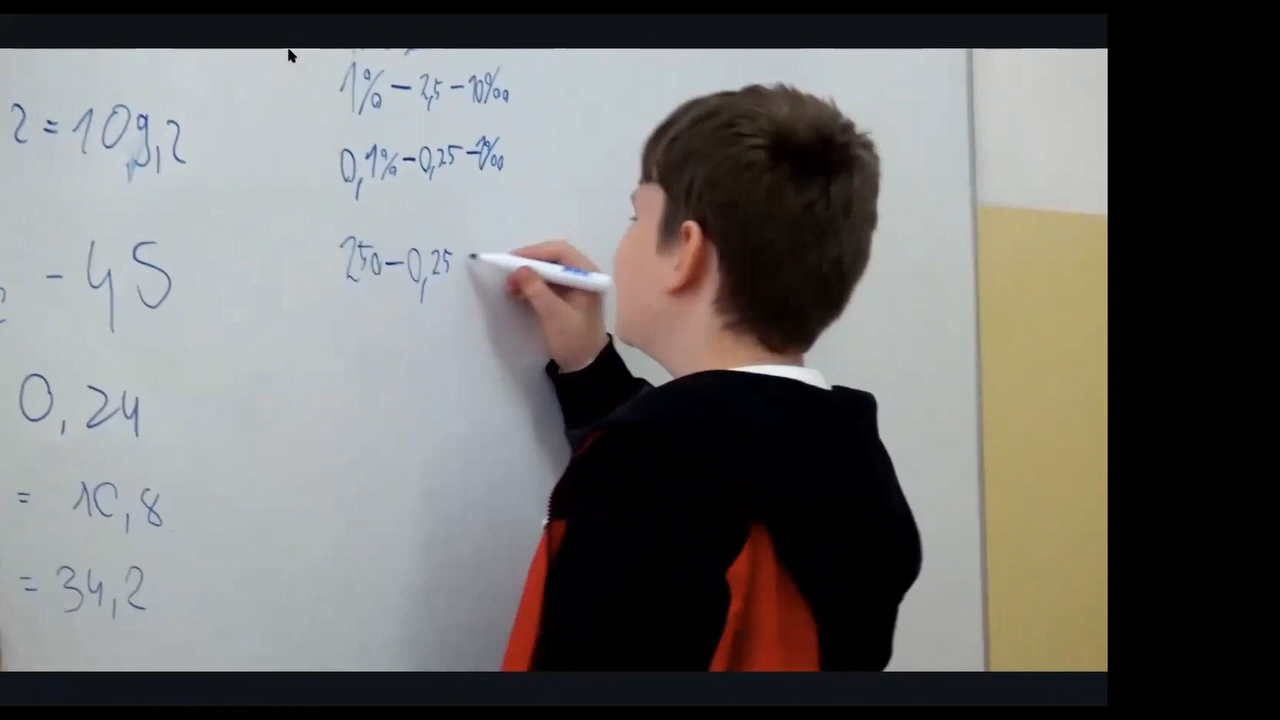 2 = 109,2
- 45
0,24
= 10,8
= 34,2
1% - 2,5 - 10‰
0,1% - 0,25 - 1‰
250 - 0,25